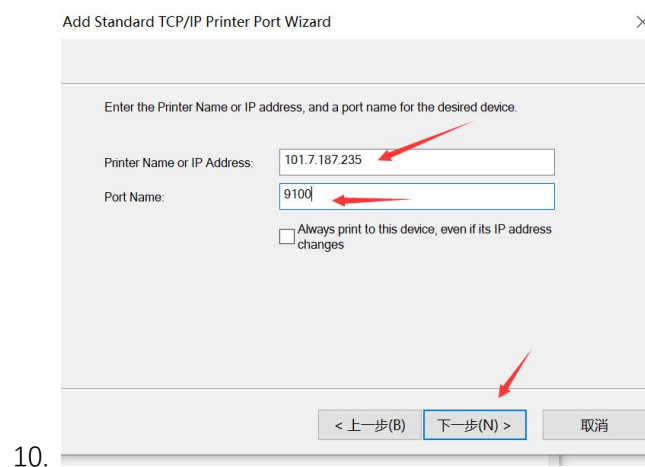 Add Standard TCP/IP Printer Port Wizard
Enter the Printer Name or IP address, and a port name for the desired device.
Printer Name or IP Address: 101.7.187.235
Port Name: 9100
Always print to this device, even if its IP address
changes
< 上一步(B) 下一步(N) > 取消
10.